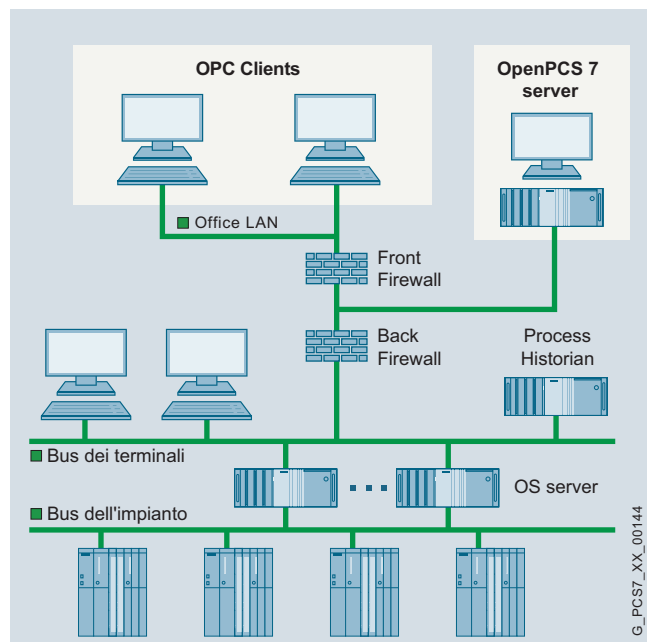 OPC Clients
OpenPCS 7
server
Office LAN
Front
Firewall
Back
Firewall
Process
Historian
Bus dei terminali
OS server
Bus dell'impianto
G_PCS7_XX_00144